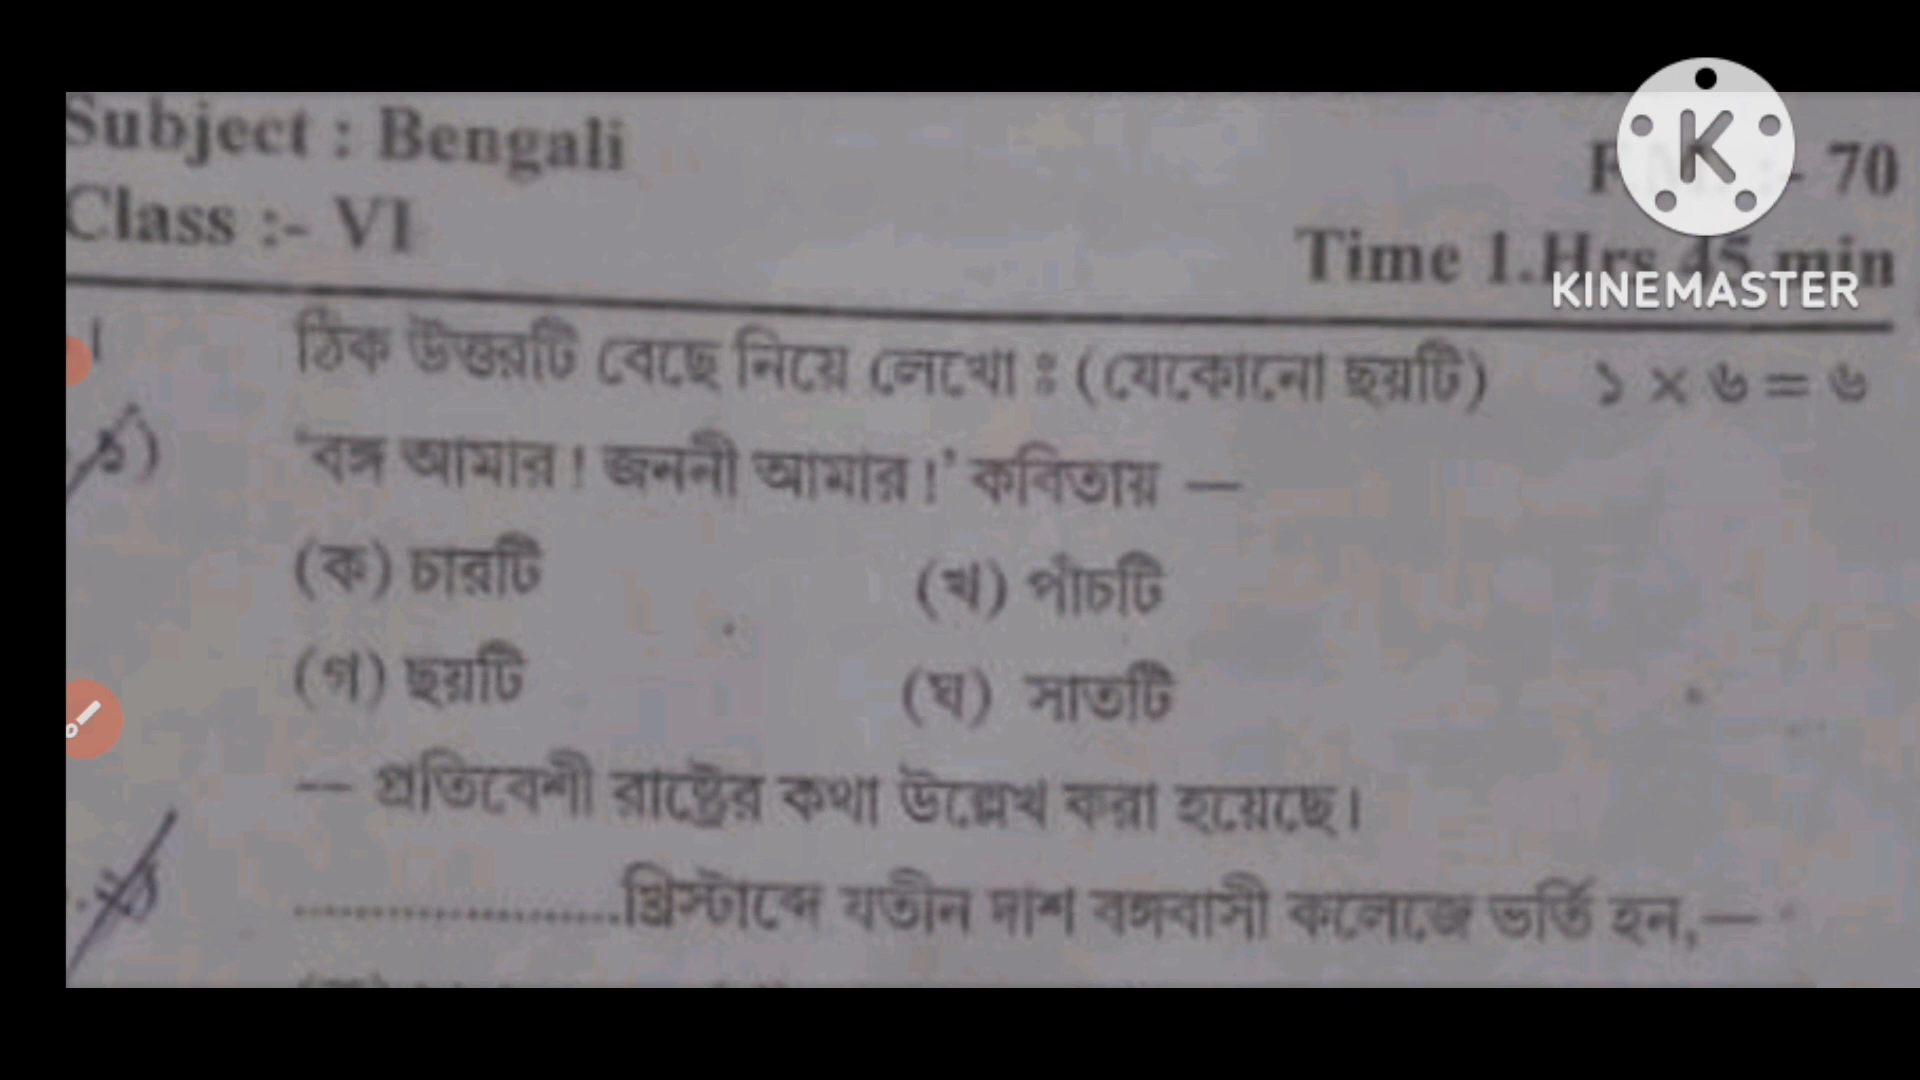 Subject : Bengali
Class :- VI
- 70
Time 1.Hrs 45 min
KINEMASTER
ঠিক উত্তরটি বেছে নিয়ে লেখো ঃ (যেকোনো ছয়টি) ১ × ৬ = ৬
১) 'বঙ্গ আমার ! জননী আমার !' কবিতায় —
(ক) চারটি (খ) পাঁচটি
(গ) ছয়টি (ঘ) সাতটি
— প্রতিবেশী রাষ্ট্রের কথা উল্লেখ করা হয়েছে।
......................খ্রিস্টাব্দে যতীন দাশ বঙ্গবাসী কলেজে ভর্তি হন,—